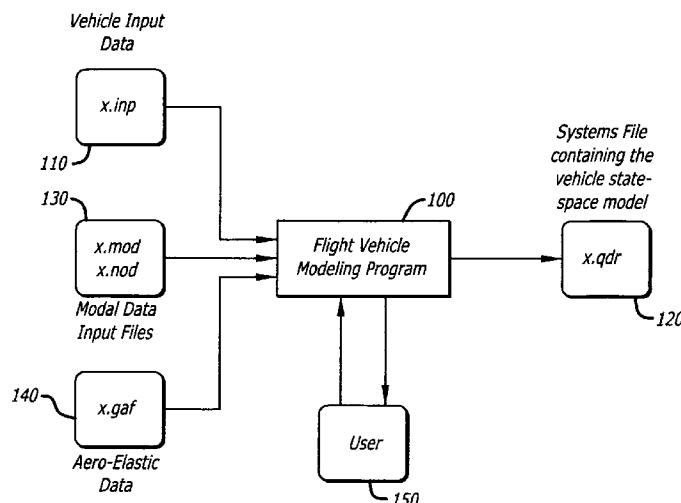 Vehicle Input
Data
x.inp
110
130
x.mod
x.nod
Modal Data
Input Files
140
x.gaf
Aero-Elastic
Data
100
Flight Vehicle
Modeling Program
User
150
Systems File
containing the
vehicle state-
space model
x.qdr
120